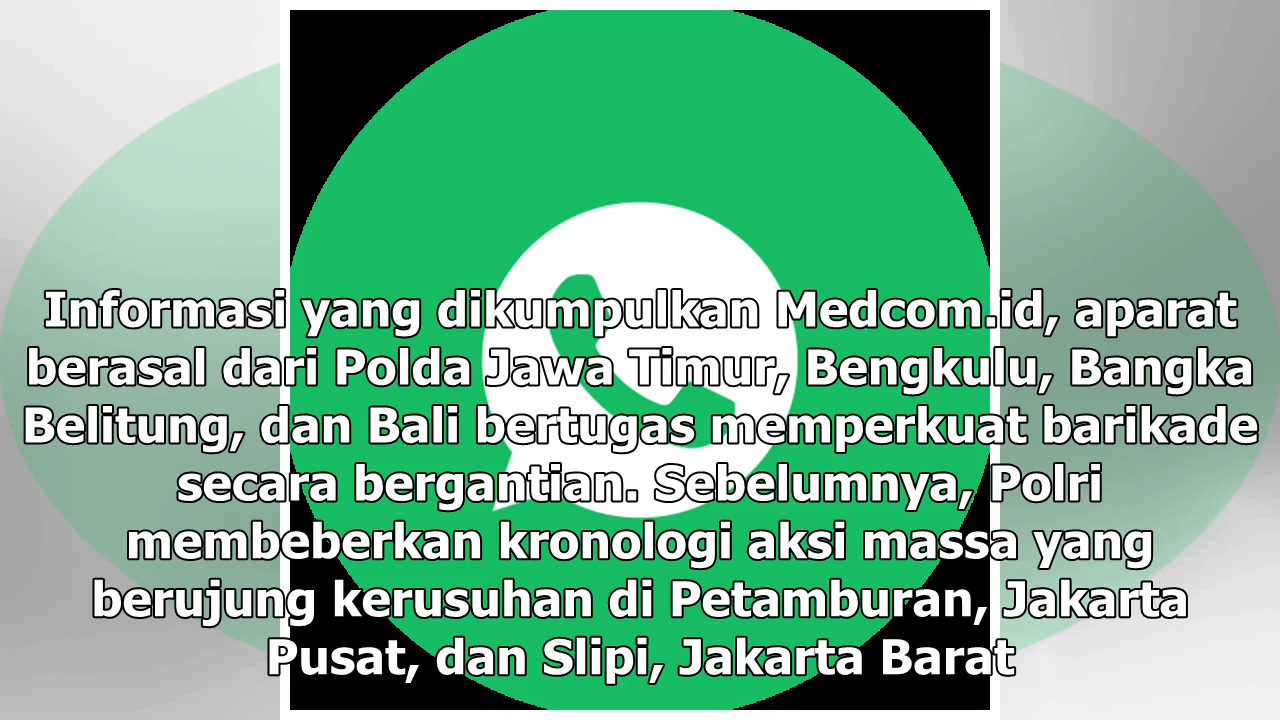 Informasi yang dikumpulkan Medcom.id, aparat
berasal dari Polda Jawa Timur, Bengkulu, Bangka
Belitung, dan Bali bertugas memperkuat barikade
secara bergantian. Sebelumnya, Polri
membeberkan kronologi aksi massa yang
berujung kerusuhan di Petamburan, Jakarta
Pusat, dan Slipi, Jakarta Barat